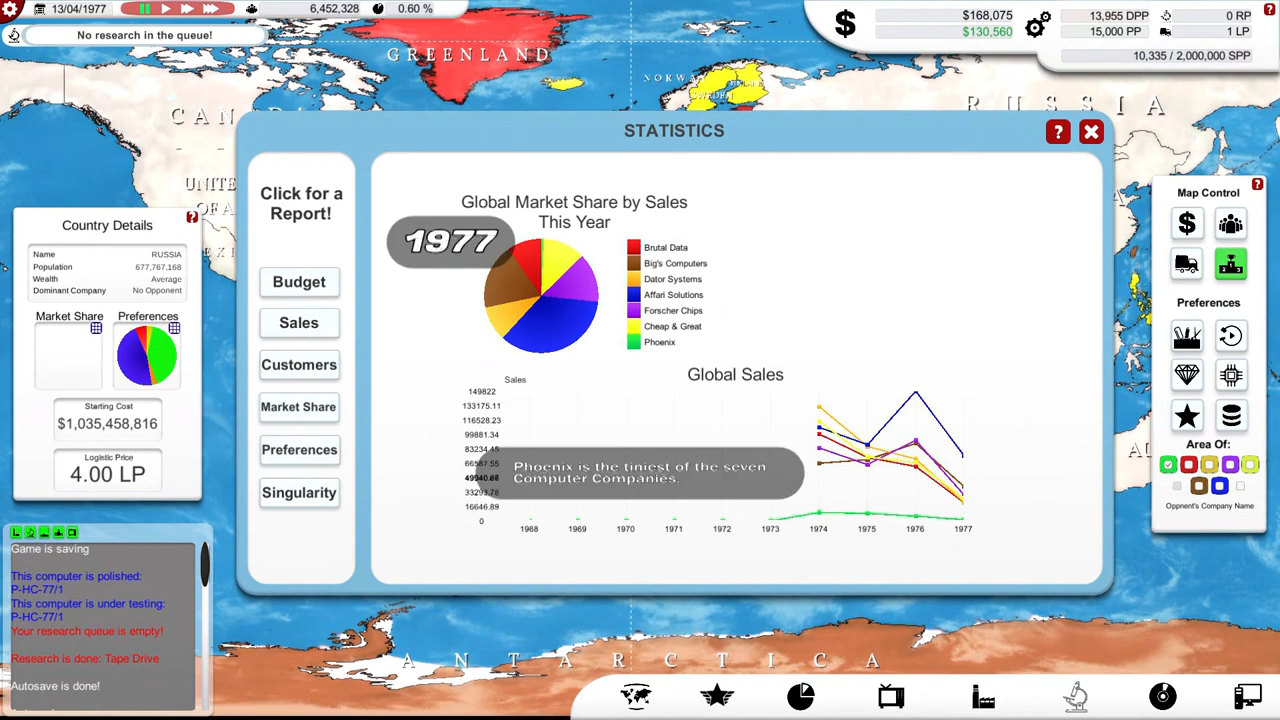 13/04/1977
6,452,328
0.60 %
$168,075
$130,560
13,955 DPP
15,000 PP
0 RP
1 LP
10,335 / 2,000,000 SPP
No research in the queue!
GREENLAND
NORWAY
SWEDEN
RUSSIA
STATISTICS
?
Click for a
Report!
Budget
Sales
Customers
Market Share
Preferences
Singularity
Global Market Share by Sales
This Year
1977
Brutal Data
Big's Computers
Dator Systems
Affari Solutions
Forscher Chips
Cheap & Great
Phoenix
Global Sales
Sales
149822
133175.11
116528.23
99881.34
83234.45
66587.55
33293.78
16646.89
0
1968
1969
1970
1971
1972
1973
1974
1975
1976
1977
Phoenix is the tiniest of the seven
Computer Companies.
Country Details
?
Name RUSSIA
Population 677,767,168
Wealth Average
Dominant Company No Opponent
Market Share
Preferences
Starting Cost
$1,035,458,816
Logistic Price
4.00 LP
Game is saving
This computer is polished:
P-HC-77/1
This computer is under testing:
P-HC-77/1
Your research queue is empty!
Research is done: Tape Drive
Autosave is done!
Map Control
?
Preferences
Area Of:
Oppnent's Company Name
ANTARCTICA